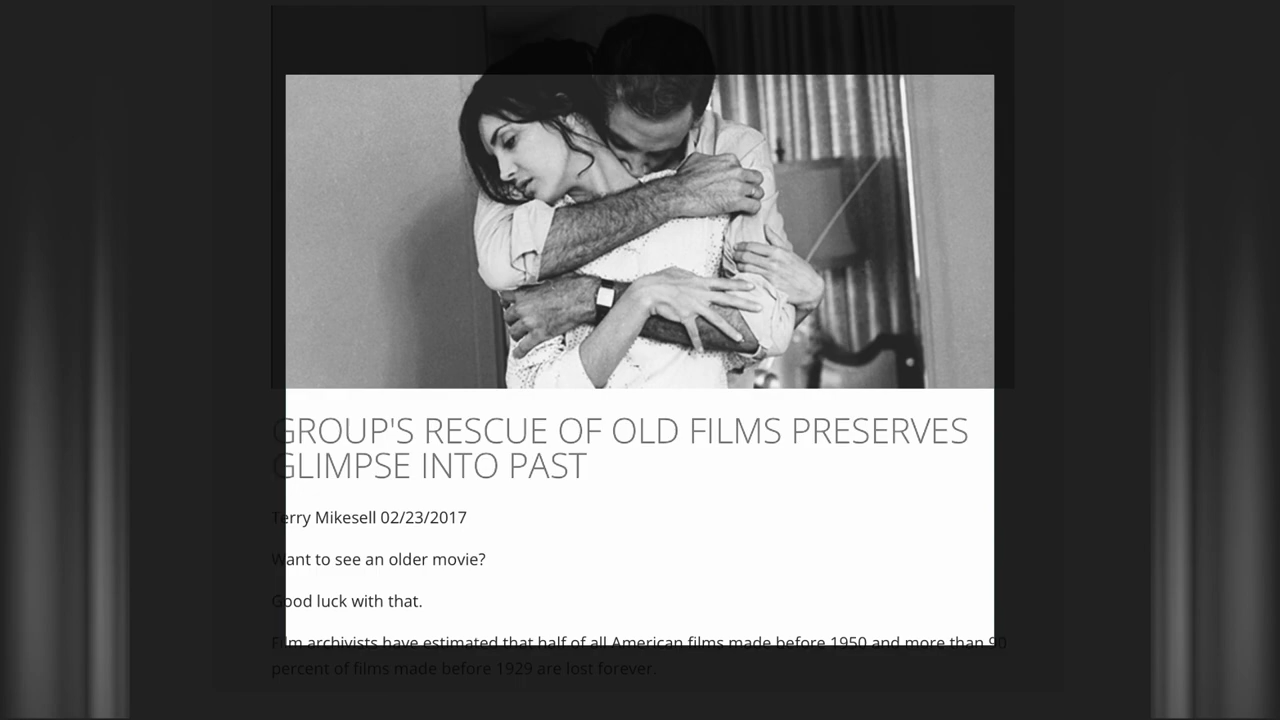 GROUP'S RESCUE OF OLD FILMS PRESERVES
GLIMPSE INTO PAST
Terry Mikesell 02/23/2017
Want to see an older movie?
Good luck with that.
Film archivists have estimated that half of all American films made before 1950 and more than 90
percent of films made before 1929 are lost forever.